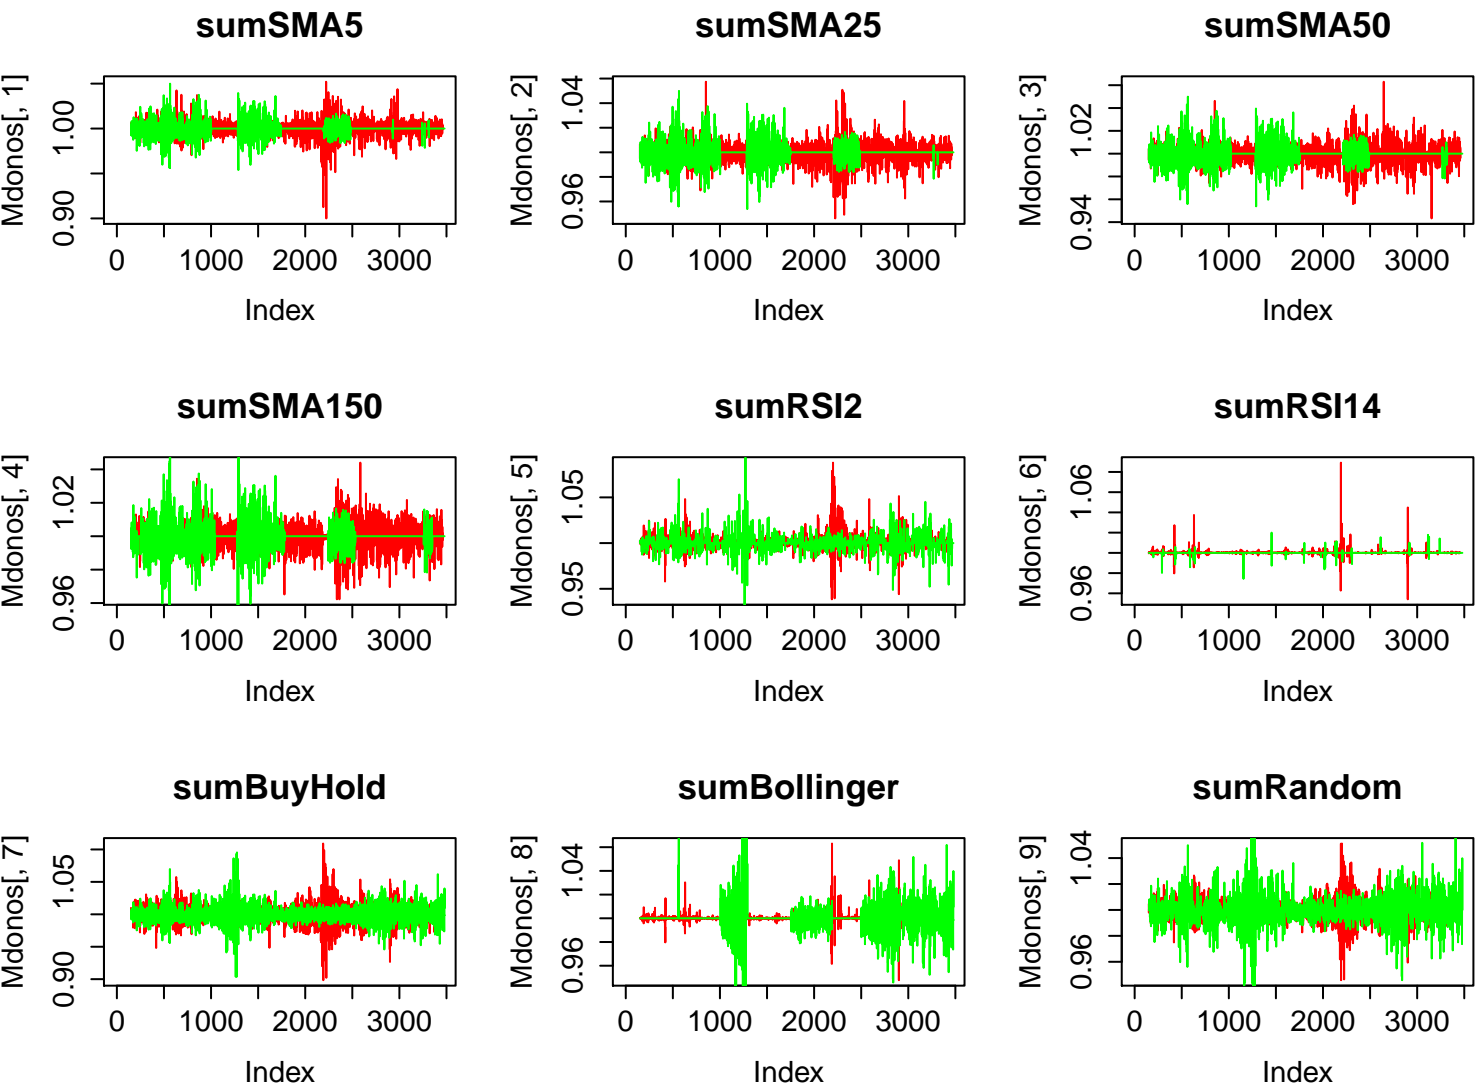 sumSMA5
Mdonos[, 1]
1.00
0.90
0 1000 2000 3000
Index
sumSMA25
Mdonos[, 2]
1.04
0.96
0 1000 2000 3000
Index
sumSMA50
Mdonos[, 3]
1.02
0.94
0 1000 2000 3000
Index
sumSMA150
Mdonos[, 4]
1.02
0.96
0 1000 2000 3000
Index
sumRSI2
Mdonos[, 5]
1.05
0.95
0 1000 2000 3000
Index
sumRSI14
Mdonos[, 6]
1.06
0.96
0 1000 2000 3000
Index
sumBuyHold
Mdonos[, 7]
1.05
0.90
0 1000 2000 3000
Index
sumBollinger
Mdonos[, 8]
1.04
0.96
0 1000 2000 3000
Index
sumRandom
Mdonos[, 9]
1.04
0.96
0 1000 2000 3000
Index